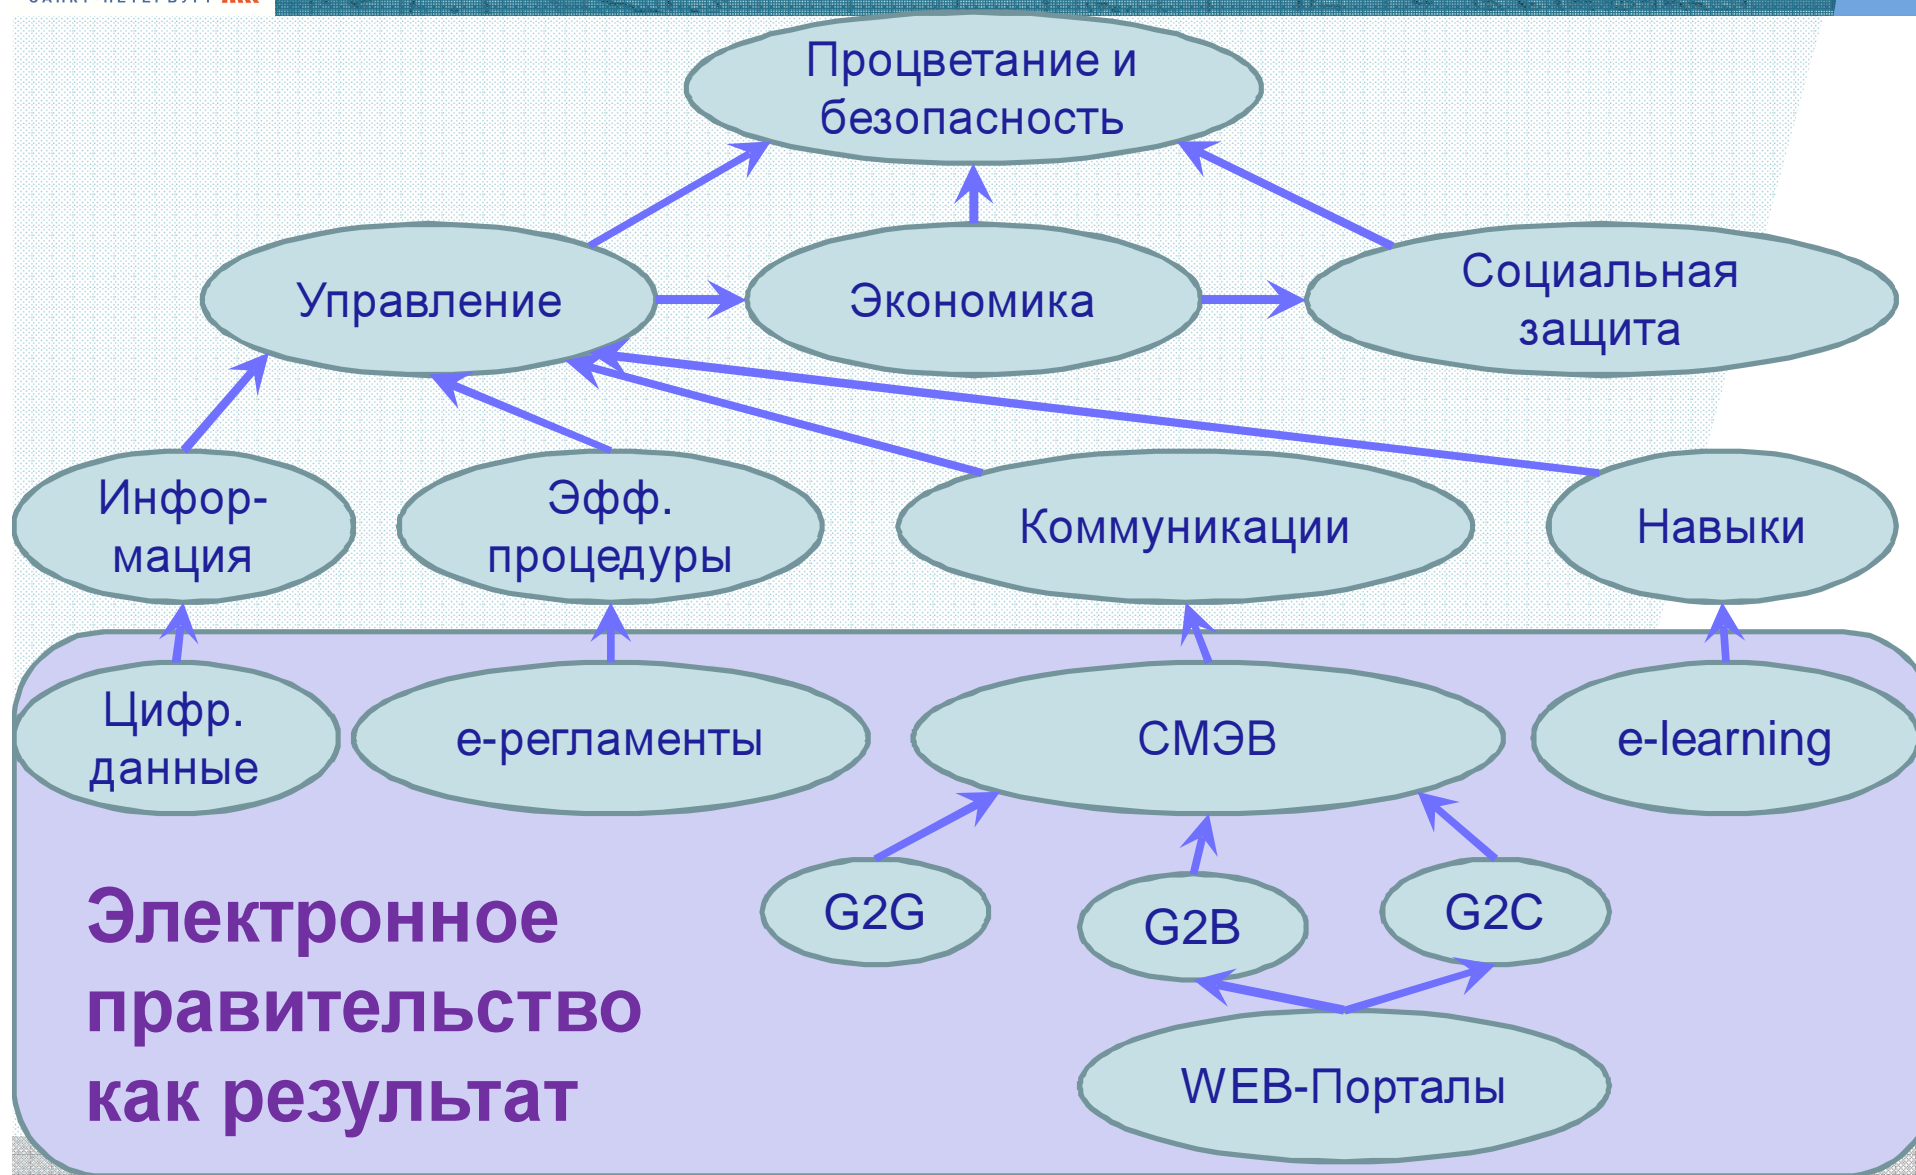 Процветание и
безопасность
Управление
Экономика
Социальная
защита
Инфор-
мация
Эфф.
процедуры
Коммуникации
Навыки
Цифр.
данные
е-регламенты
СМЭВ
e-learning
G2G
G2B
G2C
WEB-Порталы
Электронное
правительство
как результат